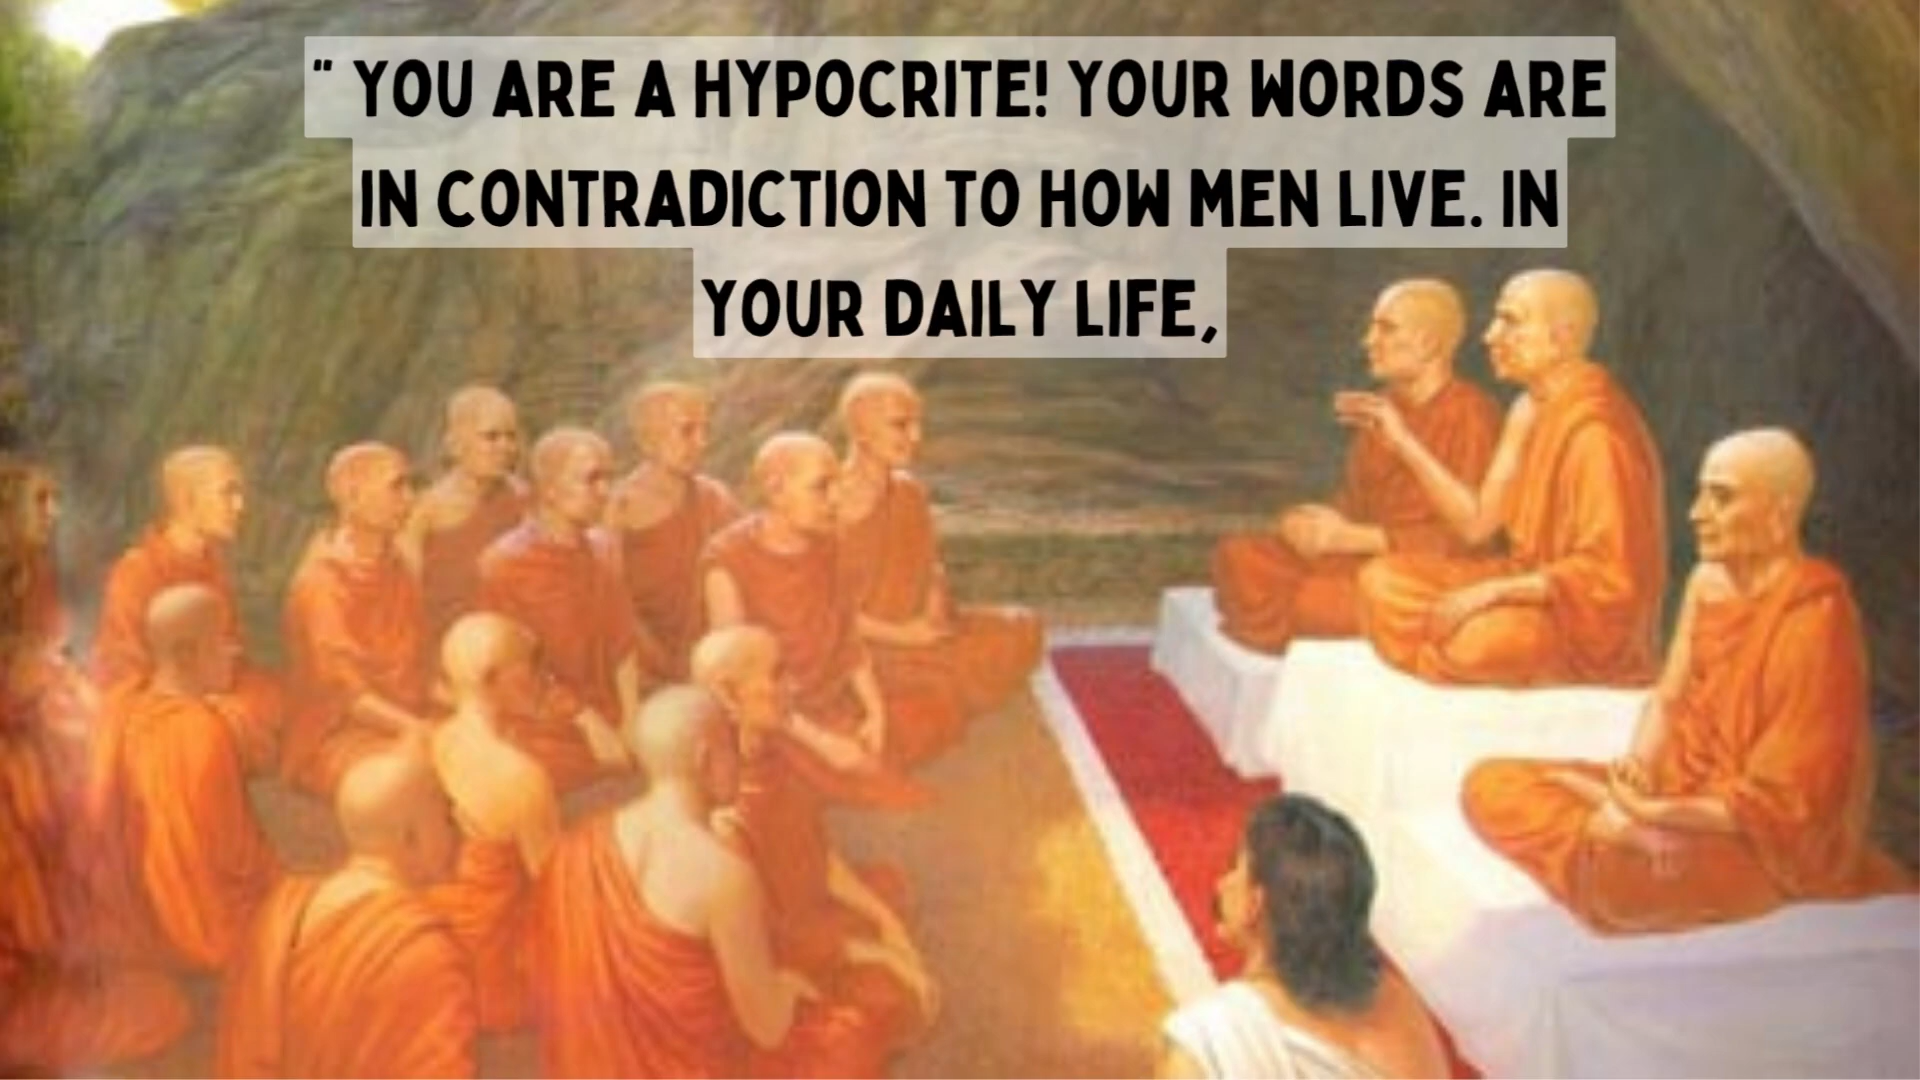 " YOU ARE A HYPOCRITE! YOUR WORDS ARE
IN CONTRADICTION TO HOW MEN LIVE. IN
YOUR DAILY LIFE,